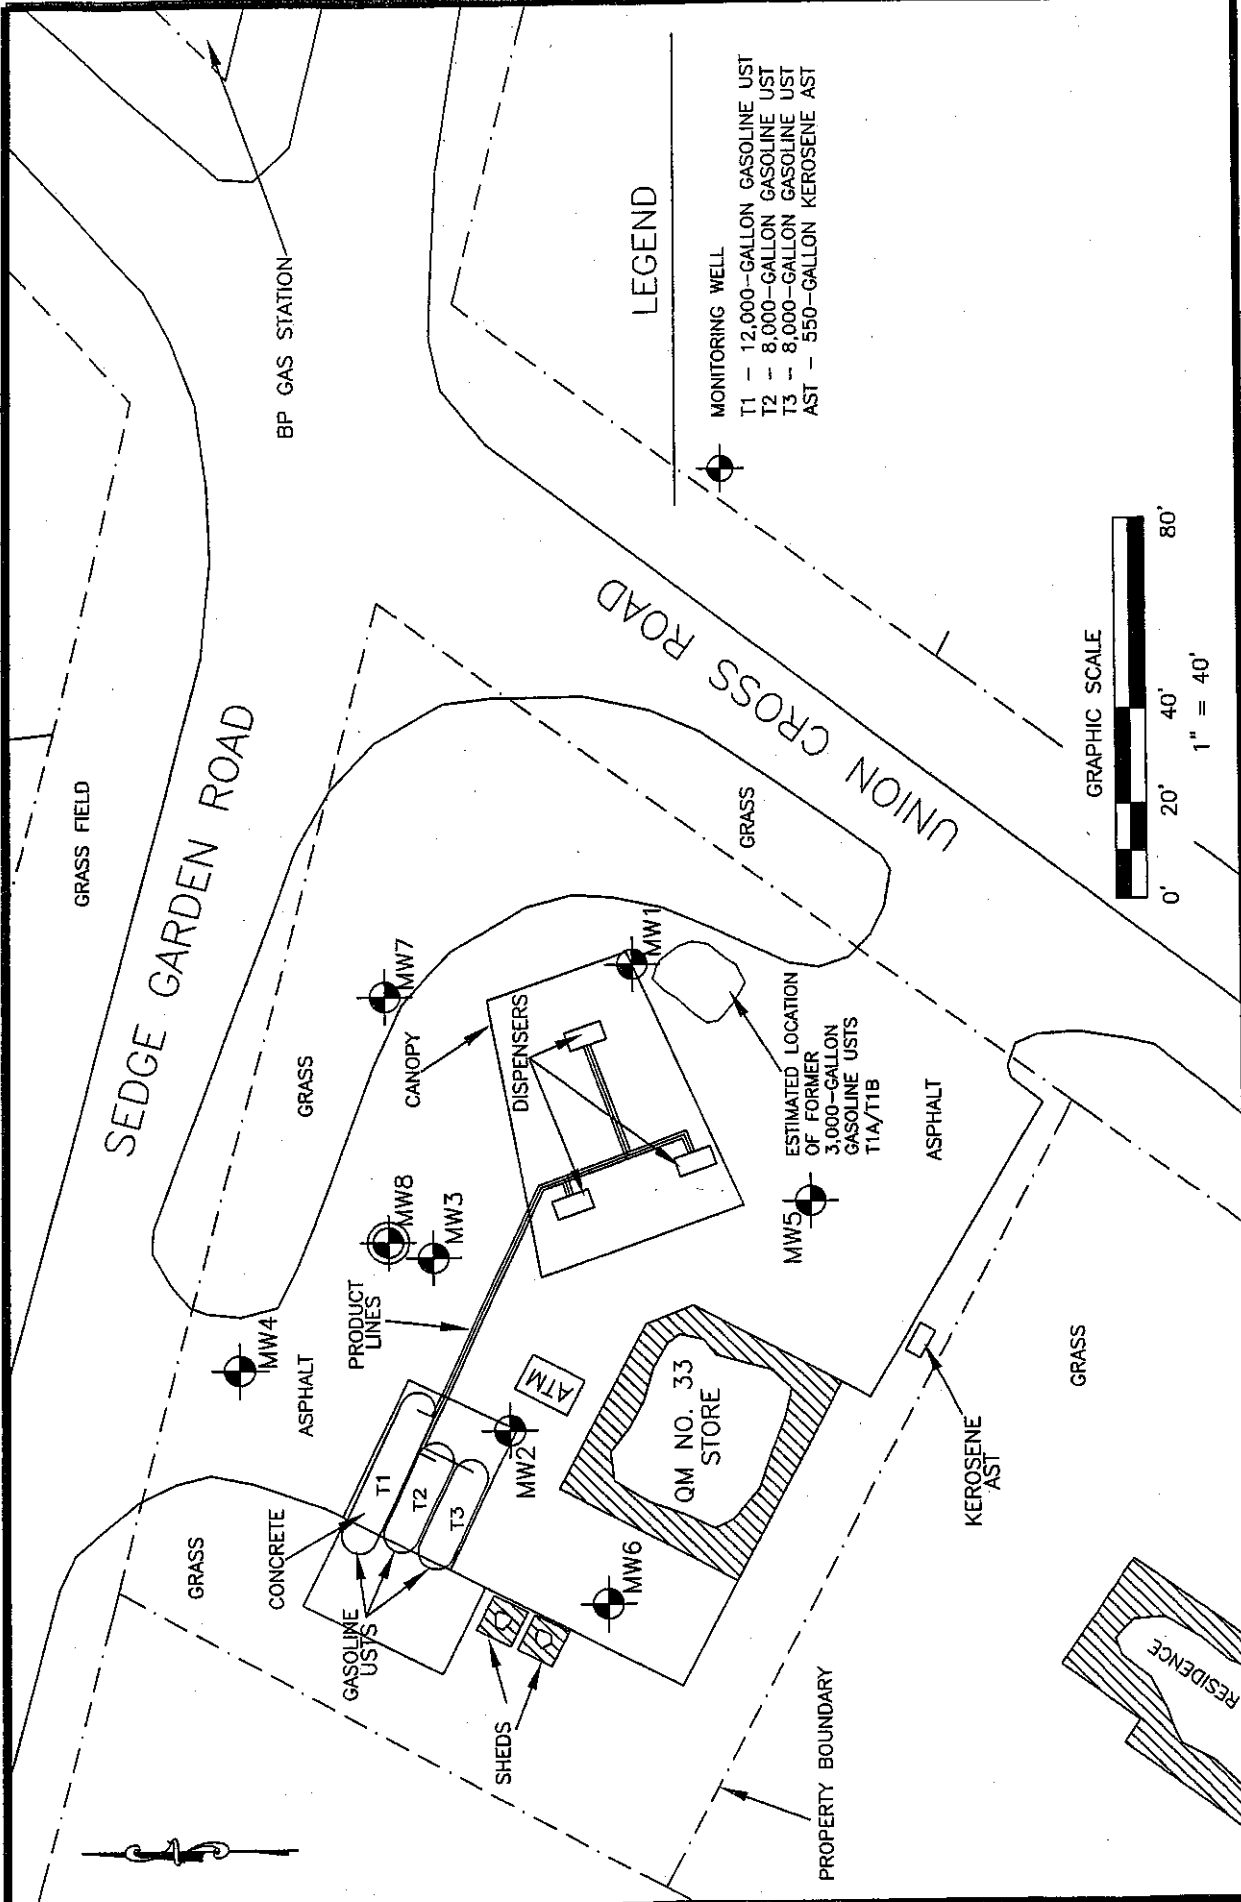 SEDGE GARDEN ROAD
UNION CROSS ROAD
GRASS FIELD
BP GAS STATION
LEGEND
MONITORING WELL
T1 - 12,000-GALLON GASOLINE UST
T2 - 8,000-GALLON GASOLINE UST
T3 - 8,000-GALLON GASOLINE UST
AST - 550-GALLON KEROSENE AST
GRASS
CONCRETE
GASOLINE
USTS
T1
T2
T3
ASPHALT
MW4
PRODUCT
LINES
MW8
MW3
GRASS
MW7
CANOPY
DISPENSERS
MW1
GRASS
MW2
ATM
SHEDS
MW6
QM NO. 33
STORE
MW5
ESTIMATED LOCATION
OF FORMER
3,000-GALLON
GASOLINE USTS
T1A/T1B
ASPHALT
KEROSENE
AST
GRASS
PROPERTY BOUNDARY
RESIDENCE
GRAPHIC SCALE
0' 20' 40' 80'
1" = 40'